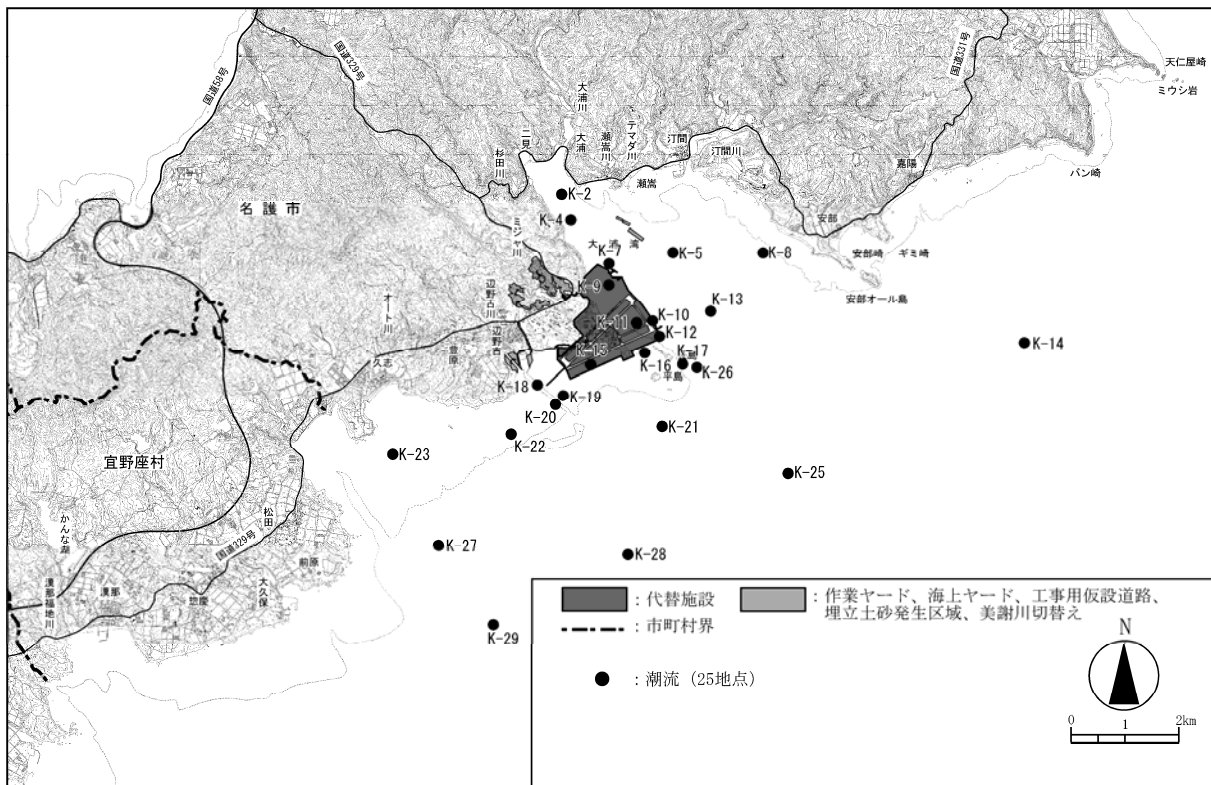 国道58号
国道329号
国道331号
天仁屋崎
ミウシ岩
バン崎
嘉陽
大浦川
二見
大浦
瀬嵩川
テマダ川
汀間
汀間川
杉田川
瀬嵩
安部
安部崎
ギミ崎
安部オール島
名護市
ミジャ川
大浦湾
K-2
K-4
K-5
K-7
K-8
K-9
K-10
K-11
K-12
K-13
K-14
K-15
K-16
K-17
K-26
平島
辺野古川
辺野古
オート川
豊原
久志
K-18
K-19
K-20
K-21
K-22
K-23
K-25
K-27
K-28
K-29
宜野座村
かんな湖
松田
国道329号
前原
大久保
惣慶
漢那
漢那福地川
:代替施設
:作業ヤード、海上ヤード、工事用仮設道路、
埋立土砂発生区域、美謝川切替え
:市町村界
:潮流 (25地点)
N
0 1 2km